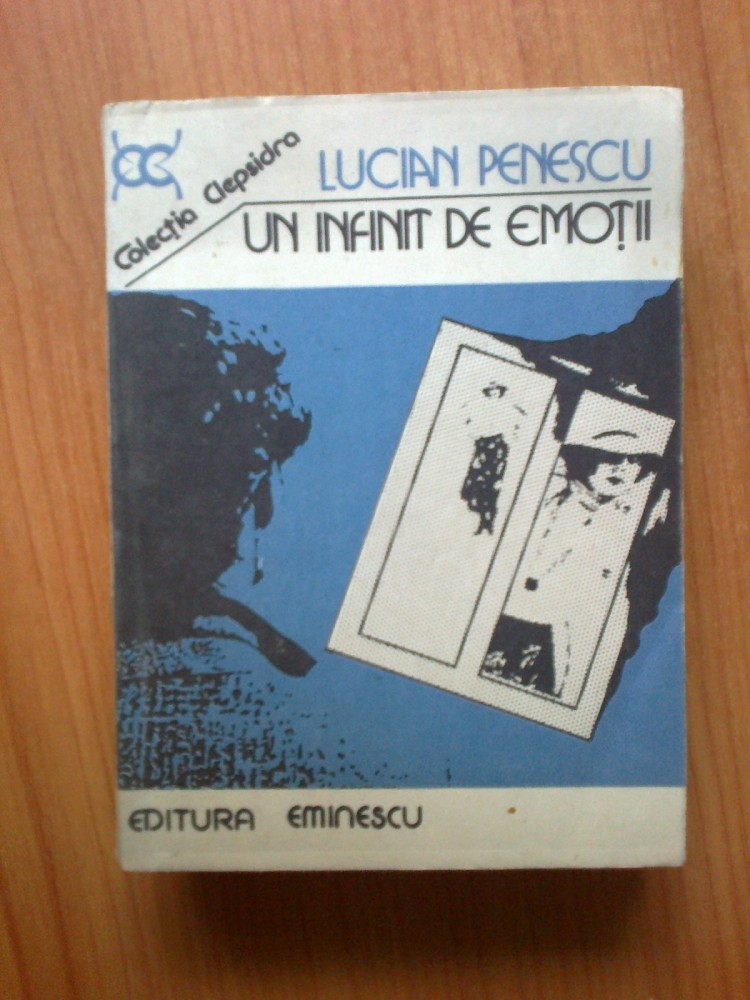 Colecția Clepsidra
LUCIAN PENESCU
UN INFINIT DE EMOȚII
EDITURA EMINESCU